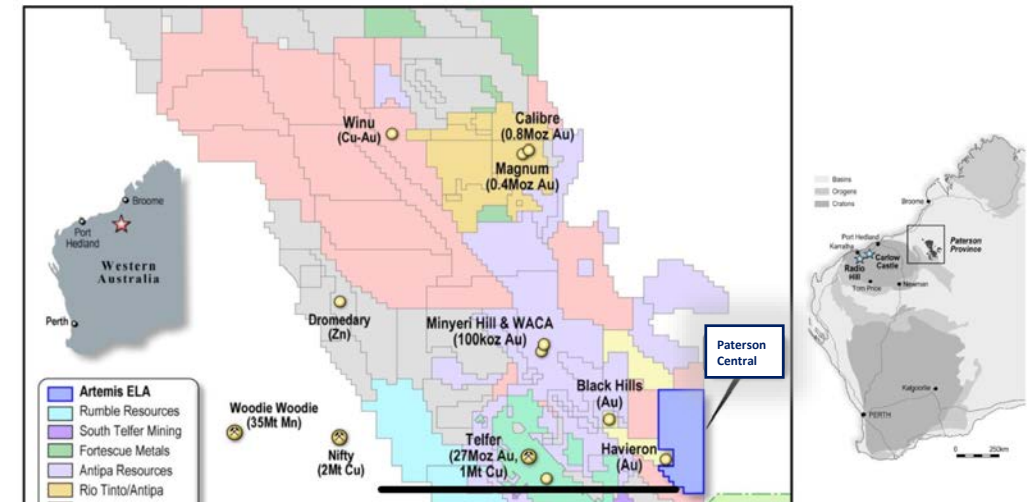 Winu
(Cu-Au)
Calibre
(0.8Moz Au)
Magnum
(0.4Moz Au)
Broome
Port
Hedland
Western
Australia
Perth
Dromedary
(Zn)
Minyeri Hill & WACA
(100koz Au)
Black Hills
(Au)
Woodie Woodie
(35Mt Mn)
Nifty
(2Mt Cu)
Telfer
(27Moz Au,
1Mt Cu)
Havieron
(Au)
Paterson
Central
Artemis ELA
Rumble Resources
South Telfer Mining
Fortescue Metals
Antipa Resources
Rio Tinto/Antipa
Basins
Orogens
Cratons
Broome
Port Hedland
Karratha
Radio
Hill
Carlow
Castle
Paterson
Province
Tom Price
Newman
Kalgoorlie
PERTH
0
250km